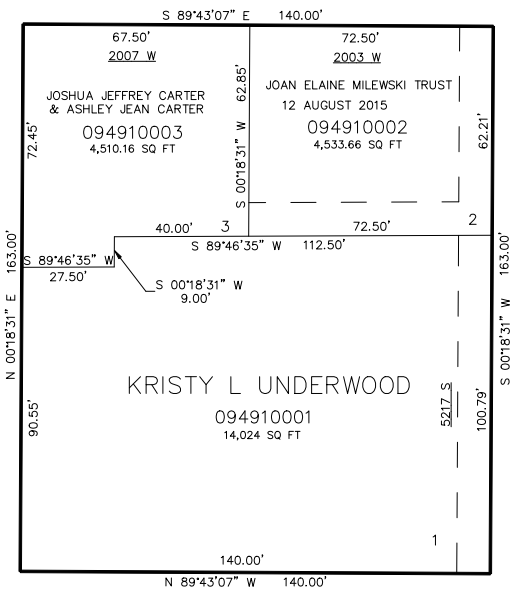 S 89°43'07" E 140.00'
67.50'
72.50'
2007 W
2003 W
JOSHUA JEFFREY CARTER
& ASHLEY JEAN CARTER
094910003
4,510.16 SQ FT
72.45'
S 00°18'31" W 62.85'
JOAN ELAINE MILEWSKI TRUST
12 AUGUST 2015
094910002
4,533.66 SQ FT
62.21'
40.00'
3
72.50'
2
S 89°46'35" W 112.50'
S 89°46'35" W
27.50'
S 00°18'31" W
9.00'
N 00°18'31" E 163.00'
S 00°18'31" W 163.00'
KRISTY L UNDERWOOD
094910001
14,024 SQ FT
90.55'
5217 S
100.79'
1
140.00'
N 89°43'07" W 140.00'